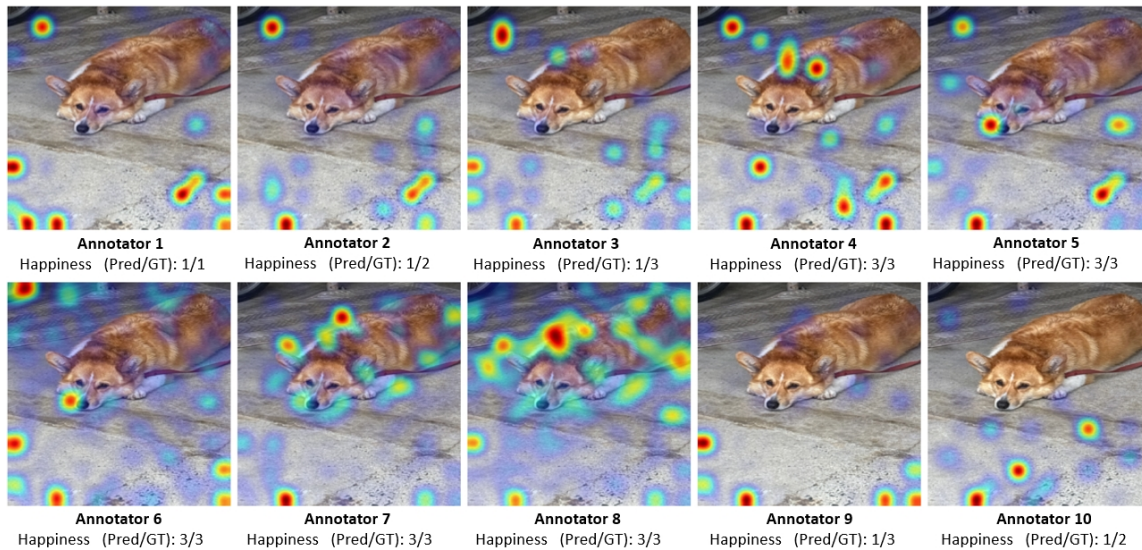 Annotator 1
Happiness (Pred/GT): 1/1
Annotator 2
Happiness (Pred/GT): 1/2
Annotator 3
Happiness (Pred/GT): 1/3
Annotator 4
Happiness (Pred/GT): 3/3
Annotator 5
Happiness (Pred/GT): 3/3
Annotator 6
Happiness (Pred/GT): 3/3
Annotator 7
Happiness (Pred/GT): 3/3
Annotator 8
Happiness (Pred/GT): 3/3
Annotator 9
Happiness (Pred/GT): 1/3
Annotator 10
Happiness (Pred/GT): 1/2